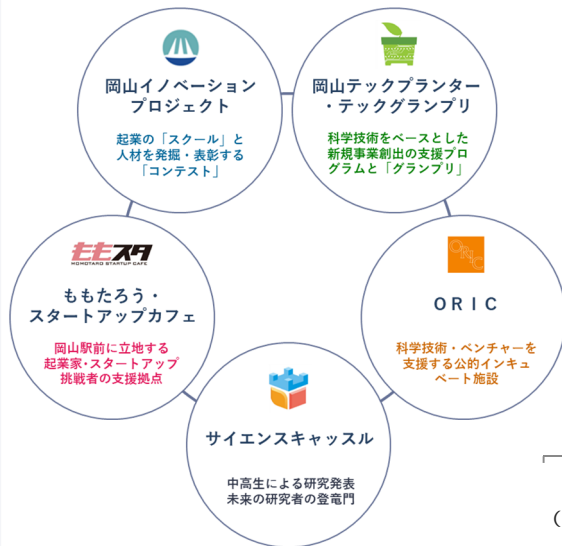 岡山イノベーション
プロジェクト
起業の「スクール」と
人材を発掘・表彰する
「コンテスト」
岡山テックプランター
・テックグランプリ
科学技術をベースとした
新規事業創出の支援プロ
グラムと「グランプリ」
ももスタ
MOMOTARO STARTUP CAFE
ももたろう・
スタートアップカフェ
岡山駅前に立地する
起業家･スタートアップ
挑戦者の支援拠点
ORIC
ＯＲＩＣ
科学技術・ベンチャーを
支援する公的インキュ
ベート施設
サイエンスキャッスル
中高生による研究発表
未来の研究者の登竜門
（